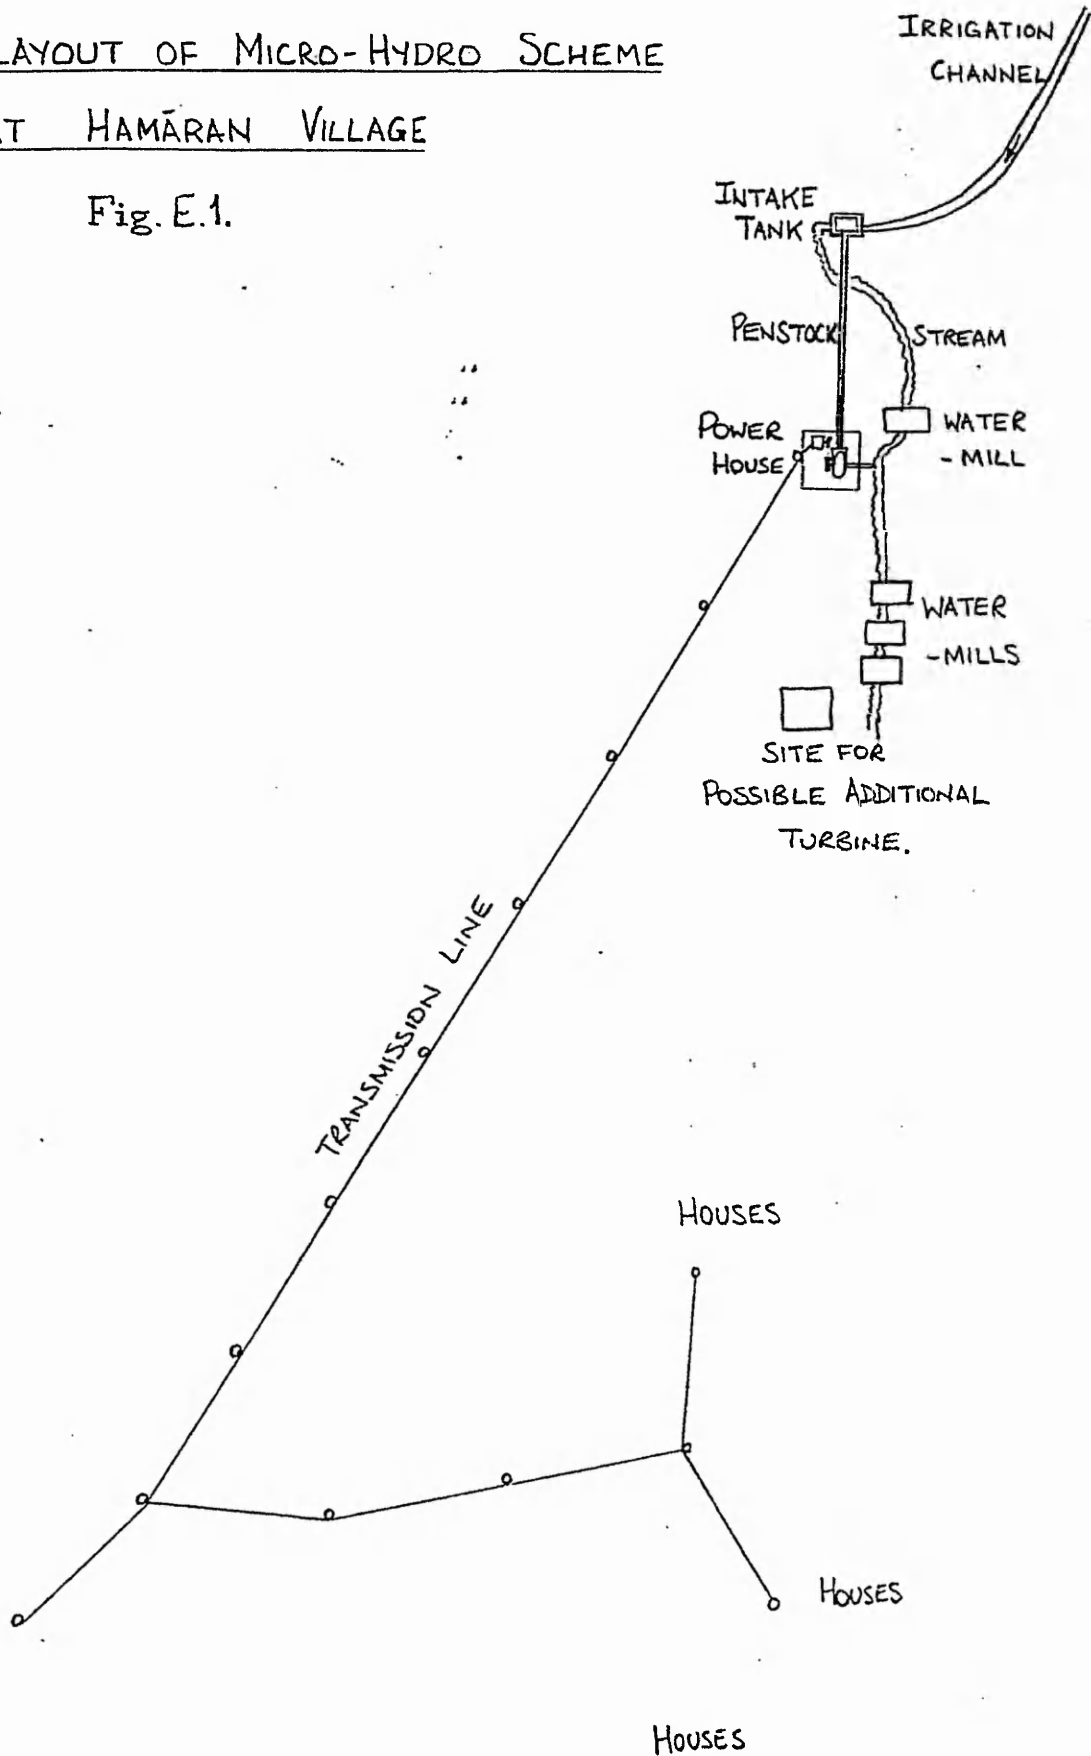 LAYOUT OF MICRO-HYDRO SCHEME
AT HAMĀRAN VILLAGE
Fig. E.1.
IRRIGATION
CHANNEL
INTAKE
TANK
PENSTOCK
STREAM
POWER
HOUSE
WATER
-MILL
WATER
-MILLS
SITE FOR
POSSIBLE ADDITIONAL
TURBINE.
TRANSMISSION LINE
HOUSES
HOUSES
HOUSES